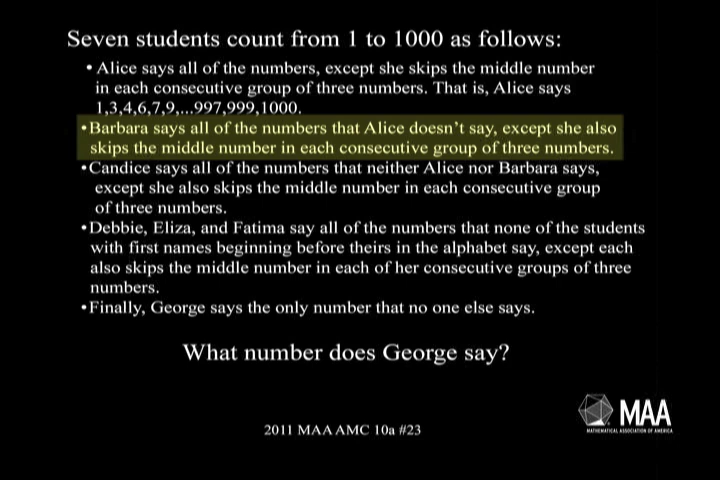 Seven students count from 1 to 1000 as follows:
• Alice says all of the numbers, except she skips the middle number
in each consecutive group of three numbers. That is, Alice says
1,3,4,6,7,9,...997,999,1000.
•Barbara says all of the numbers that Alice doesn't say, except she also
skips the middle number in each consecutive group of three numbers.
•Candice says all of the numbers that neither Alice nor Barbara says,
except she also skips the middle number in each consecutive group
of three numbers.
•Debbie, Eliza, and Fatima say all of the numbers that none of the students
with first names beginning before theirs in the alphabet say, except each
also skips the middle number in each of her consecutive groups of three
numbers.
•Finally, George says the only number that no one else says.
What number does George say?
MAA
MATHEMATICAL ASSOCIATION OF AMERICA
2011 MAA AMC 10a #23